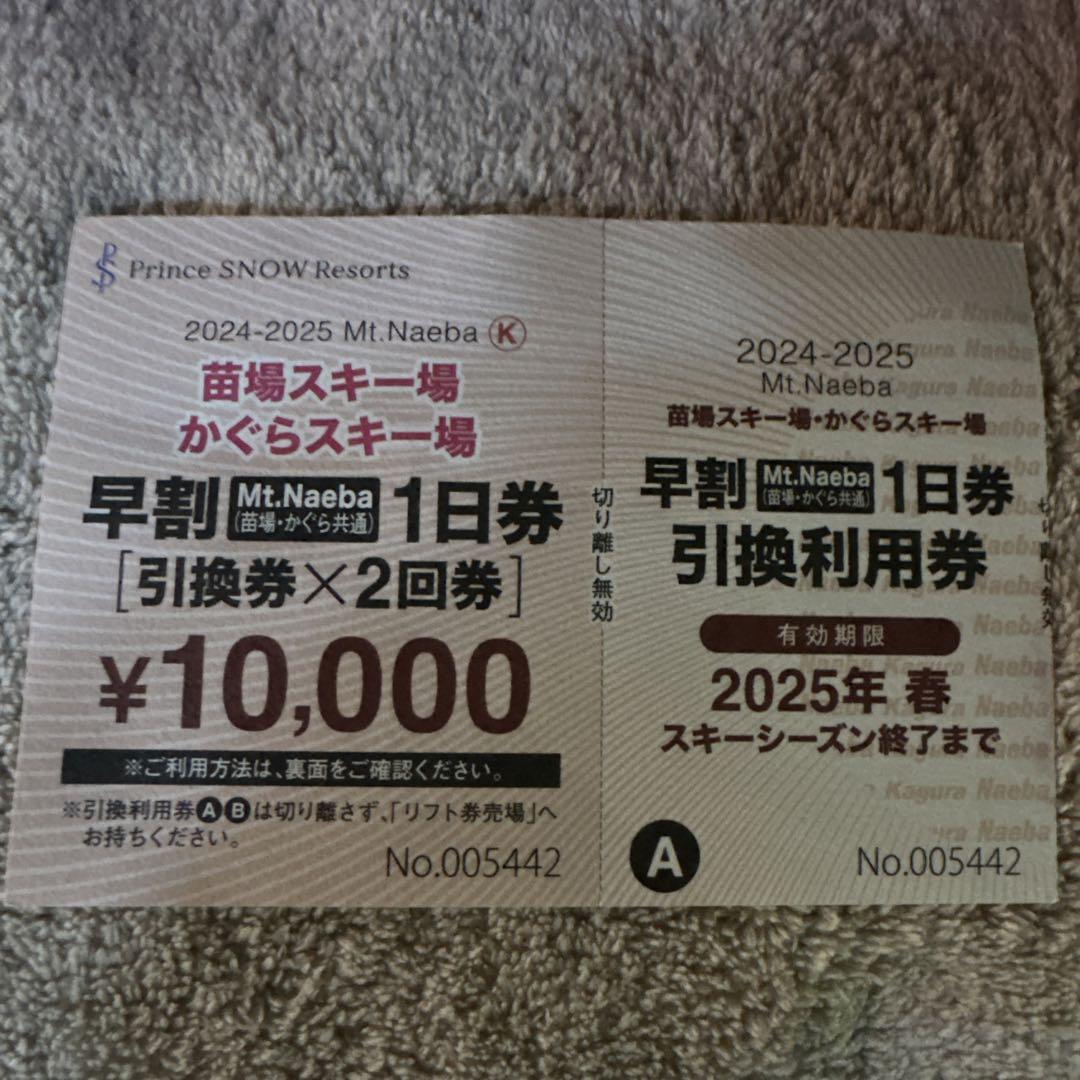 Prince SNOW Resorts
2024-2025 Mt.Naeba Ⓚ
苗場スキー場
かぐらスキー場
早割 Mt.Naeba (苗場・かぐら共通) 1日券
[引換券×2回券]
¥10,000
※ご利用方法は、裏面をご確認ください。
※引換利用券ⒶⒷは切り離さず、「リフト券売場」へ
お持ちください。
No.005442
切り離し無効
2024-2025
Mt.Naeba
苗場スキー場・かぐらスキー場
早割 Mt.Naeba (苗場・かぐら共通) 1日券
引換利用券
有効期限
2025年 春
スキーシーズン終了まで
A
No.005442
Kagura Naeba